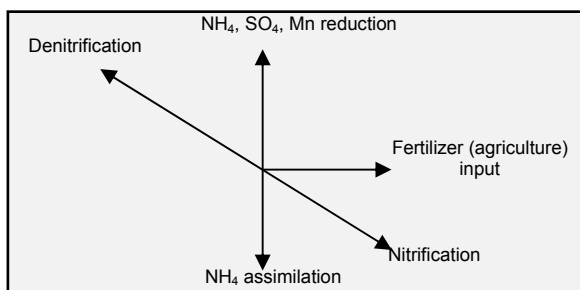 NH₄, SO₄, Mn reduction
Denitrification
Fertilizer (agriculture)
input
Nitrification
NH₄ assimilation